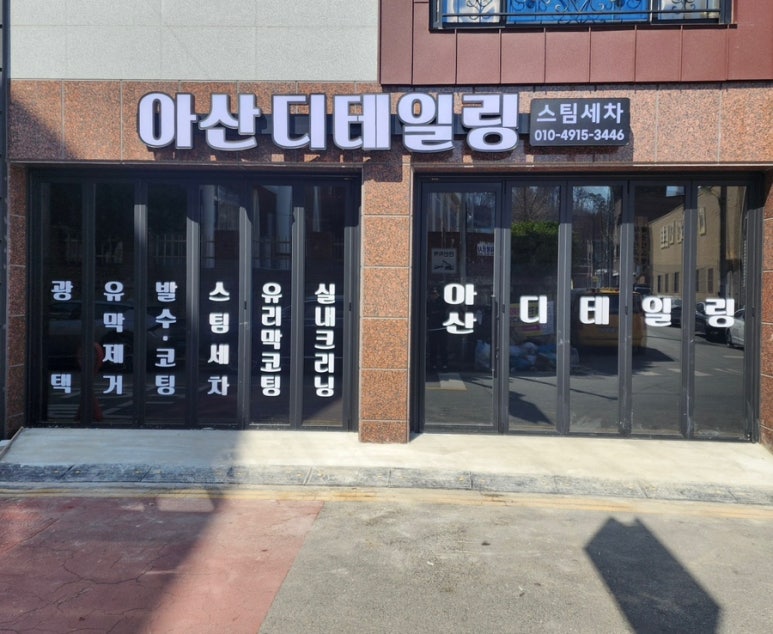 아산 디테일링
스팀세차
010-4915-3446
광택
유막제거
발수·코팅
스팀세차
유리막코팅
실내크리닝
아산 디테일링